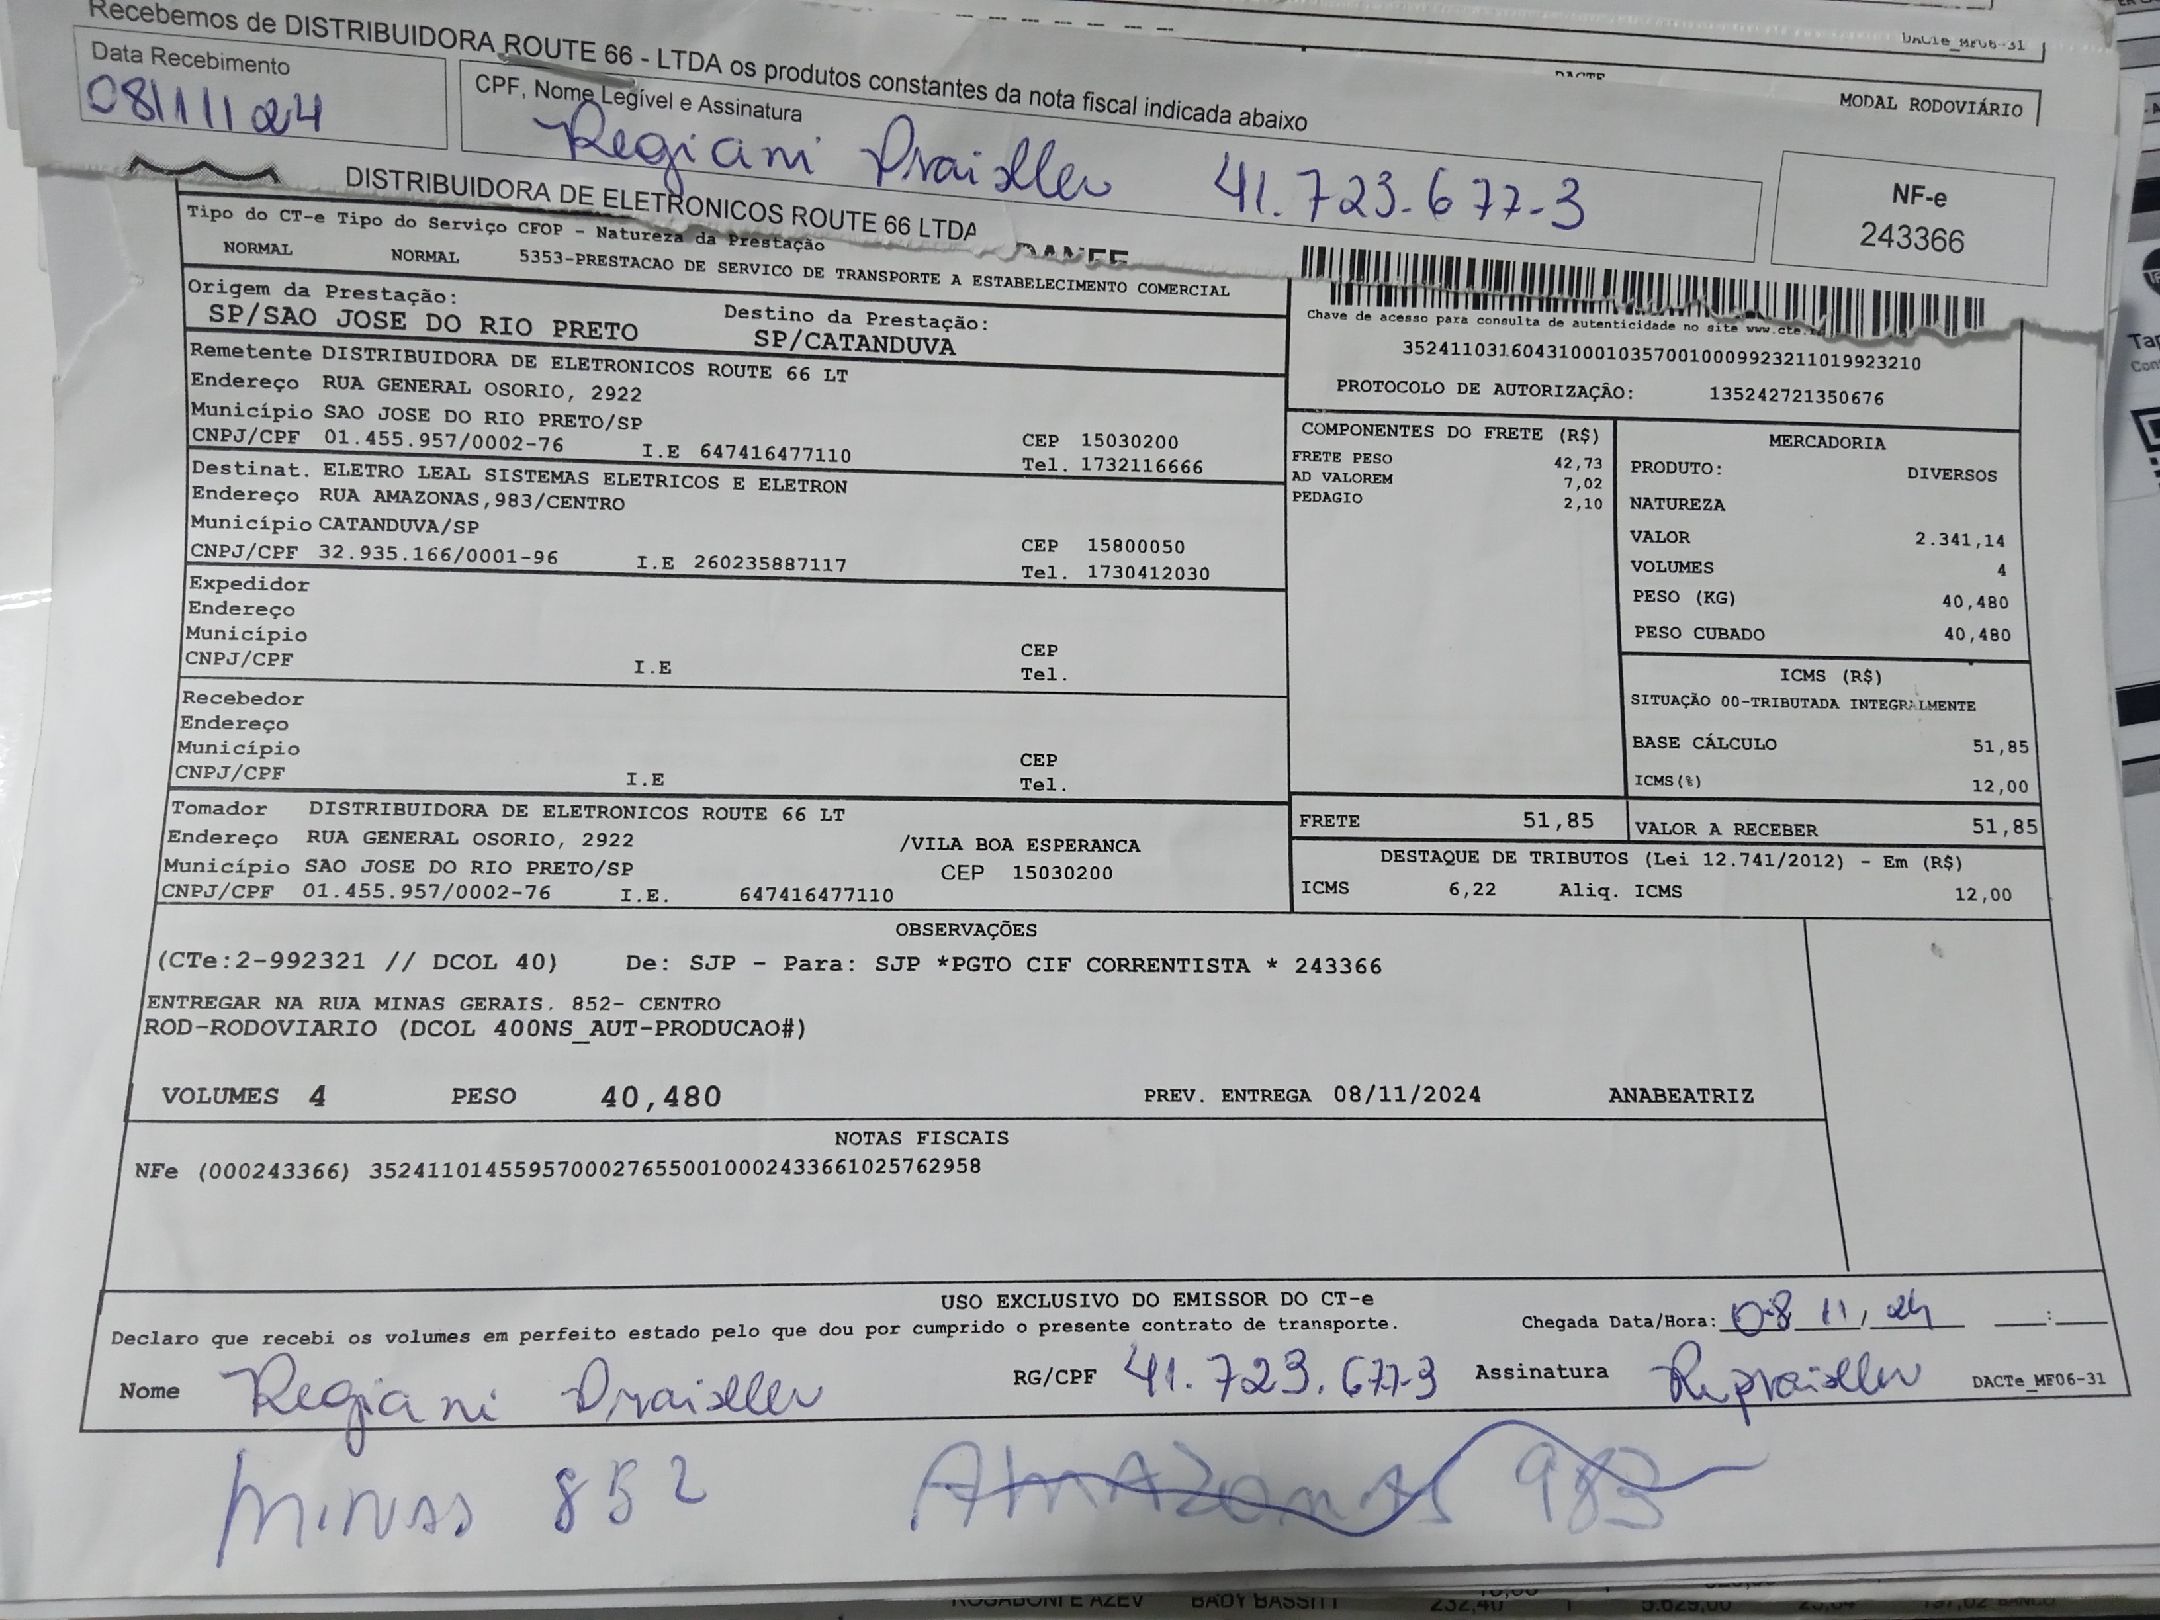 Recebemos de DISTRIBUIDORA ROUTE 66 - LTDA os produtos constantes da nota fiscal indicada abaixo
Data Recebimento
08/11/24
CPF, Nome Legível e Assinatura
Regiani 41.723.677-3
NF-e
243366
DACTe_MF06-31
DACTE
MODAL RODOVIÁRIO
DISTRIBUIDORA DE ELETRONICOS ROUTE 66 LTDA
DANFE
Tipo do CT-e Tipo do Serviço CFOP - Natureza da Prestação
NORMAL NORMAL 5353-PRESTACAO DE SERVICO DE TRANSPORTE A ESTABELECIMENTO COMERCIAL
Origem da Prestação: Destino da Prestação:
SP/SAO JOSE DO RIO PRETO SP/CATANDUVA
Remetente DISTRIBUIDORA DE ELETRONICOS ROUTE 66 LT
Endereço RUA GENERAL OSORIO, 2922
Município SAO JOSE DO RIO PRETO/SP
CNPJ/CPF 01.455.957/0002-76 I.E 647416477110 CEP 15030200
Tel. 1732116666
Destinat. ELETRO LEAL SISTEMAS ELETRICOS E ELETRON
Endereço RUA AMAZONAS,983/CENTRO
Município CATANDUVA/SP
CNPJ/CPF 32.935.166/0001-96 I.E 260235887117 CEP 15800050
Tel. 1730412030
Expedidor
Endereço
Município
CNPJ/CPF I.E CEP
Tel.
Recebedor
Endereço
Município
CNPJ/CPF I.E CEP
Tel.
Tomador DISTRIBUIDORA DE ELETRONICOS ROUTE 66 LT
Endereço RUA GENERAL OSORIO, 2922 /VILA BOA ESPERANCA
Município SAO JOSE DO RIO PRETO/SP CEP 15030200
CNPJ/CPF 01.455.957/0002-76 I.E. 647416477110
Chave de acesso para consulta de autenticidade no site www.cte.
35241103160431000103570010009923211019923210
PROTOCOLO DE AUTORIZAÇÃO: 135242721350676
COMPONENTES DO FRETE (R$)
FRETE PESO 42,73
AD VALOREM 7,02
PEDAGIO 2,10
MERCADORIA
PRODUTO: DIVERSOS
NATUREZA
VALOR 2.341,14
VOLUMES 4
PESO (KG) 40,480
PESO CUBADO 40,480
ICMS (R$)
SITUAÇÃO 00-TRIBUTADA INTEGRALMENTE
BASE CÁLCULO 51,85
ICMS(%) 12,00
FRETE 51,85 VALOR A RECEBER 51,85
DESTAQUE DE TRIBUTOS (Lei 12.741/2012) - Em (R$)
ICMS 6,22 Aliq. ICMS 12,00
OBSERVAÇÕES
(CTe:2-992321 // DCOL 40) De: SJP - Para: SJP *PGTO CIF CORRENTISTA * 243366
ENTREGAR NA RUA MINAS GERAIS. 852- CENTRO
ROD-RODOVIARIO (DCOL 400NS_AUT-PRODUCAO#)
VOLUMES 4 PESO 40,480 PREV. ENTREGA 08/11/2024 ANABEATRIZ
NOTAS FISCAIS
NFe (000243366) 35241101455957000276550010002433661025762958
USO EXCLUSIVO DO EMISSOR DO CT-e
Declaro que recebi os volumes em perfeito estado pelo que dou por cumprido o presente contrato de transporte. Chegada Data/Hora: 08 11, 24 __:__
Nome Regiani RG/CPF 41.723.677-3 Assinatura DACTe_MF06-31
MINAS 852 AMAZONAS 983
BADY BASSITT 232,40 5.629,00